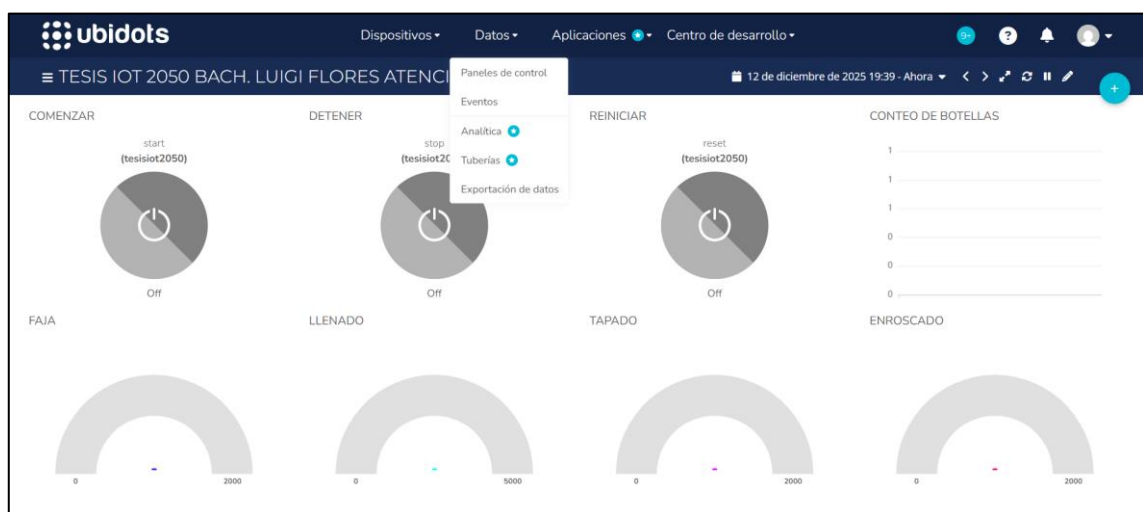 ubidots
Dispositivos
Datos
Aplicaciones
Centro de desarrollo
9+
?
TESIS IOT 2050 BACH. LUIGI FLORES ATENCI
12 de diciembre de 2025 19:39 - Ahora
Paneles de control
Eventos
Analítica
Tuberías
Exportación de datos
+
COMENZAR
start
(tesisiot2050)
Off
DETENER
stop
(tesisiot20
Off
REINICIAR
reset
(tesisiot2050)
Off
CONTEO DE BOTELLAS
1
1
1
0
0
0
FAJA
-
0
2000
LLENADO
-
0
5000
TAPADO
-
0
2000
ENROSCADO
-
0
2000